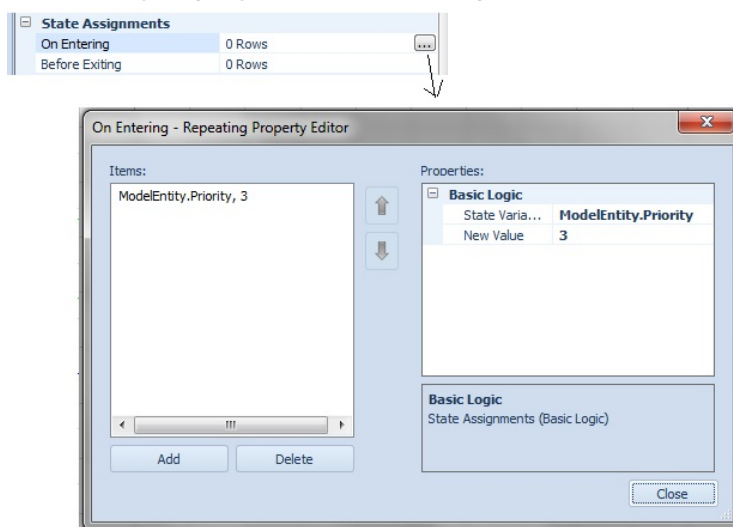 State Assignments
On Entering 0 Rows ...
Before Exiting 0 Rows
On Entering - Repeating Property Editor
Items:
Properties:
ModelEntity.Priority, 3
Basic Logic
State Varia... ModelEntity.Priority
New Value 3
Basic Logic
State Assignments (Basic Logic)
Add Delete
Close